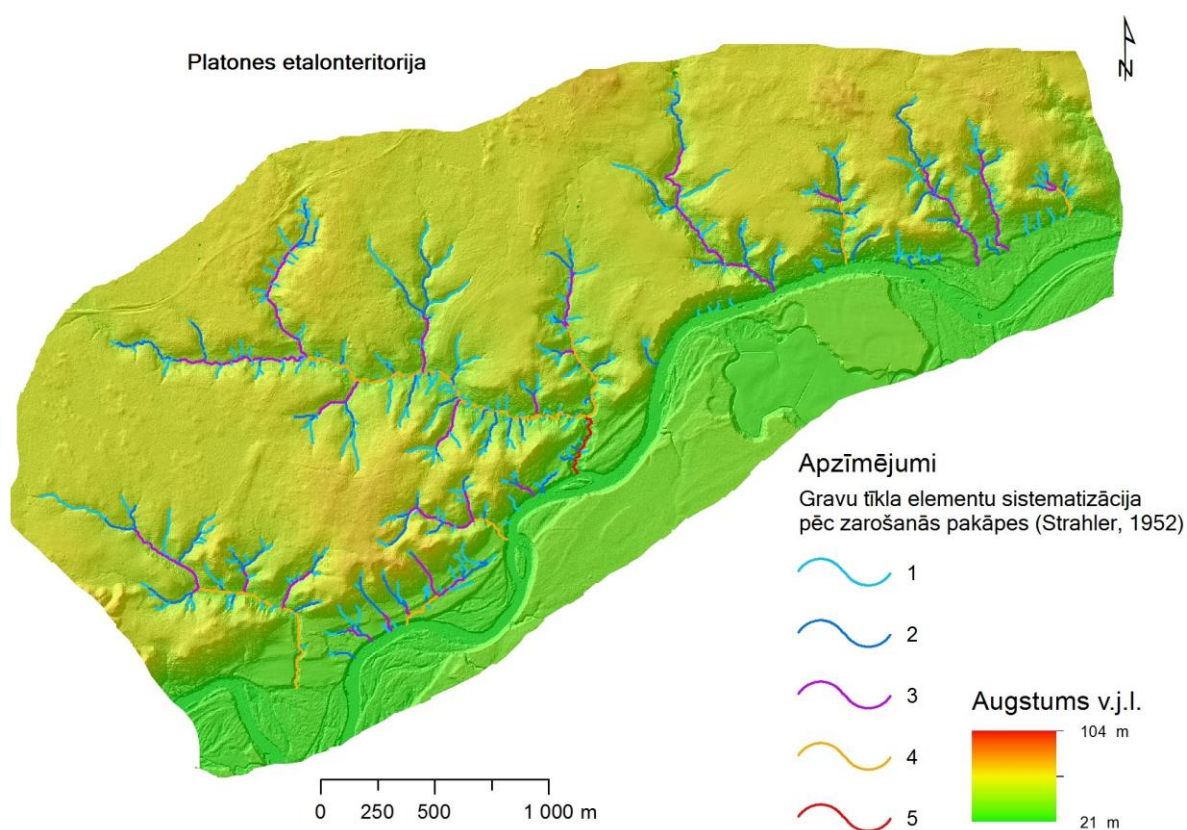 Platones etalonteritorija
N
Apzīmējumi
Gravu tīkla elementu sistematizācija
pēc zarošanās pakāpes (Strahler, 1952)
1
2
3
4
5
Augstums v.j.l.
104 m
21 m
0 250 500 1 000 m